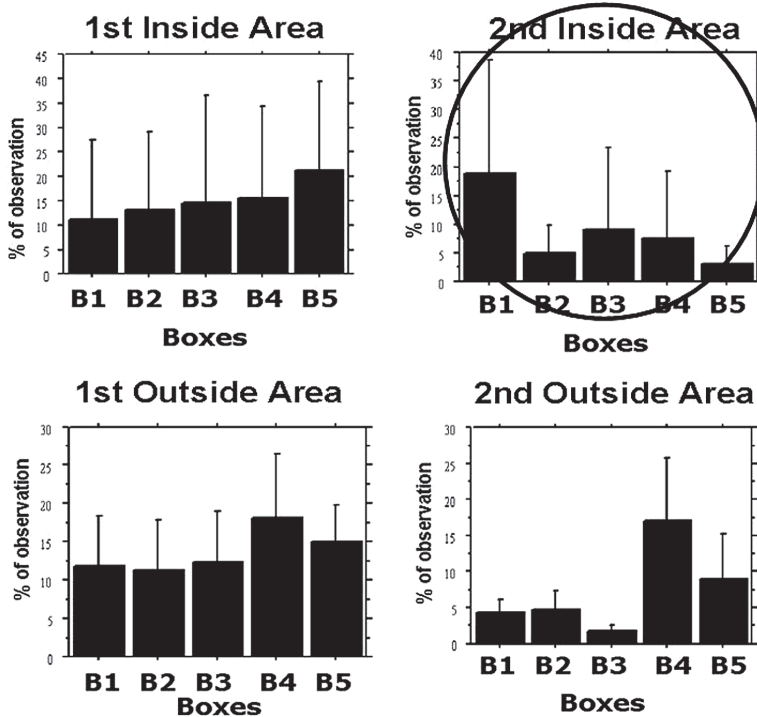 1st Inside Area
% of observation
45
40
35
30
25
20
15
10
5
0
B1 B2 B3 B4 B5
Boxes
2nd Inside Area
% of observation
40
35
30
25
20
15
10
5
0
B1 B2 B3 B4 B5
Boxes
1st Outside Area
% of observation
30
25
20
15
10
5
0
B1 B2 B3 B4 B5
Boxes
2nd Outside Area
% of observation
30
25
20
15
10
5
0
B1 B2 B3 B4 B5
Boxes